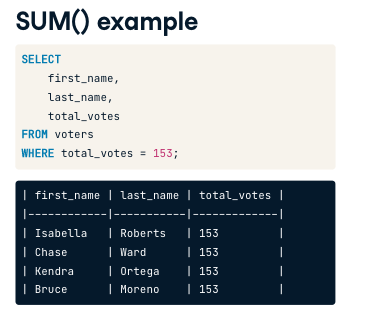 SUM() example
SELECT
    first_name,
    last_name,
    total_votes
FROM voters
WHERE total_votes = 153;
| first_name | last_name | total_votes |
|------------|-----------|-------------|
| Isabella   | Roberts   | 153         |
| Chase      | Ward      | 153         |
| Kendra     | Ortega    | 153         |
| Bruce      | Moreno    | 153         |